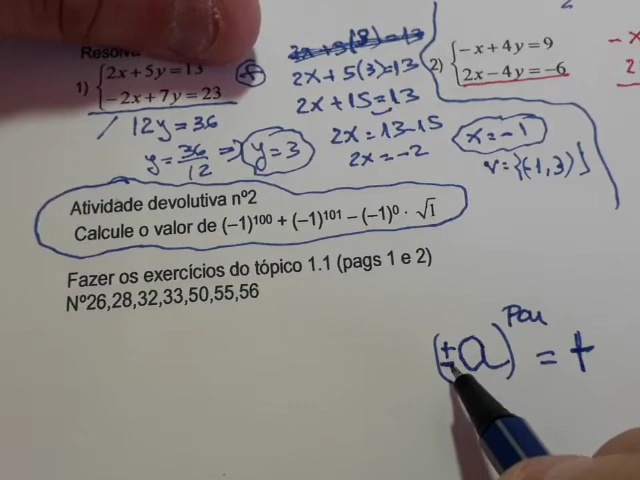 Resolva
1) { 2x + 5y = 13
−2x + 7y = 23
12y = 36
y = 36/12 ⇒ y = 3
2x + 5(3) = 13
2x + 15 = 13
2x = 13 − 15
2x = −2
x = −1
V = {(−1, 3)}
2) { −x + 4y = 9
2x − 4y = −6
− x
2
Atividade devolutiva nº2
Calcule o valor de (−1)¹⁰⁰ + (−1)¹⁰¹ − (−1)⁰ · √1
Fazer os exercícios do tópico 1.1 (pags 1 e 2)
Nº26,28,32,33,50,55,56
(±a)^Par = +